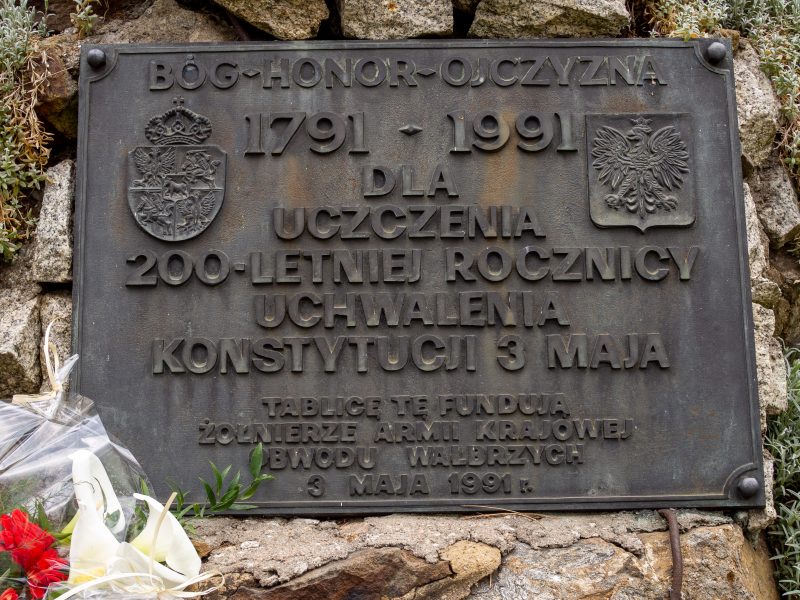 BÓG-HONOR-OJCZYZNA
1791 - 1991
DLA
UCZCZENIA
200-LETNIEJ ROCZNICY
UCHWALENIA
KONSTYTUCJI 3 MAJA
TABLICĘ TĘ FUNDUJĄ
ŻOŁNIERZE ARMII KRAJOWEJ
OBWODU WAŁBRZYCH
3 MAJA 1991 r.